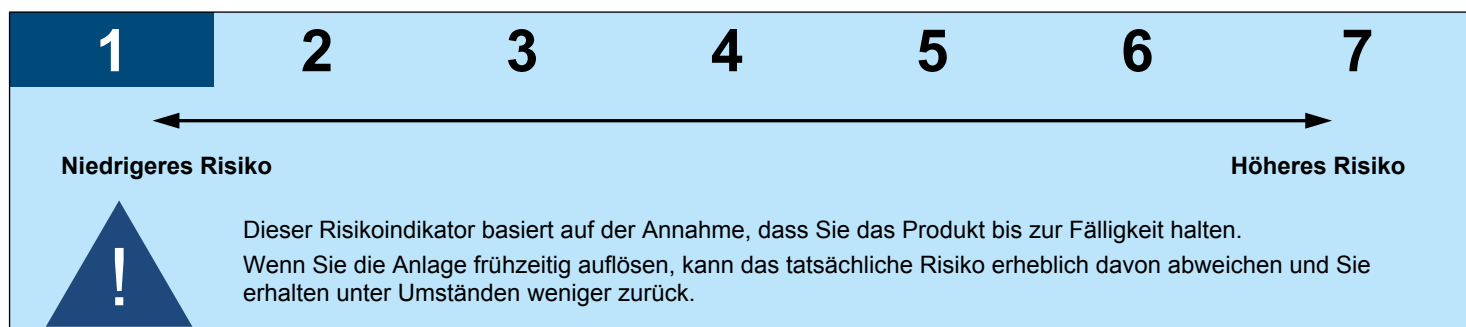 1 2 3 4 5 6 7
Niedrigeres Risiko Höheres Risiko
!
Dieser Risikoindikator basiert auf der Annahme, dass Sie das Produkt bis zur Fälligkeit halten.
Wenn Sie die Anlage frühzeitig auflösen, kann das tatsächliche Risiko erheblich davon abweichen und Sie
erhalten unter Umständen weniger zurück.